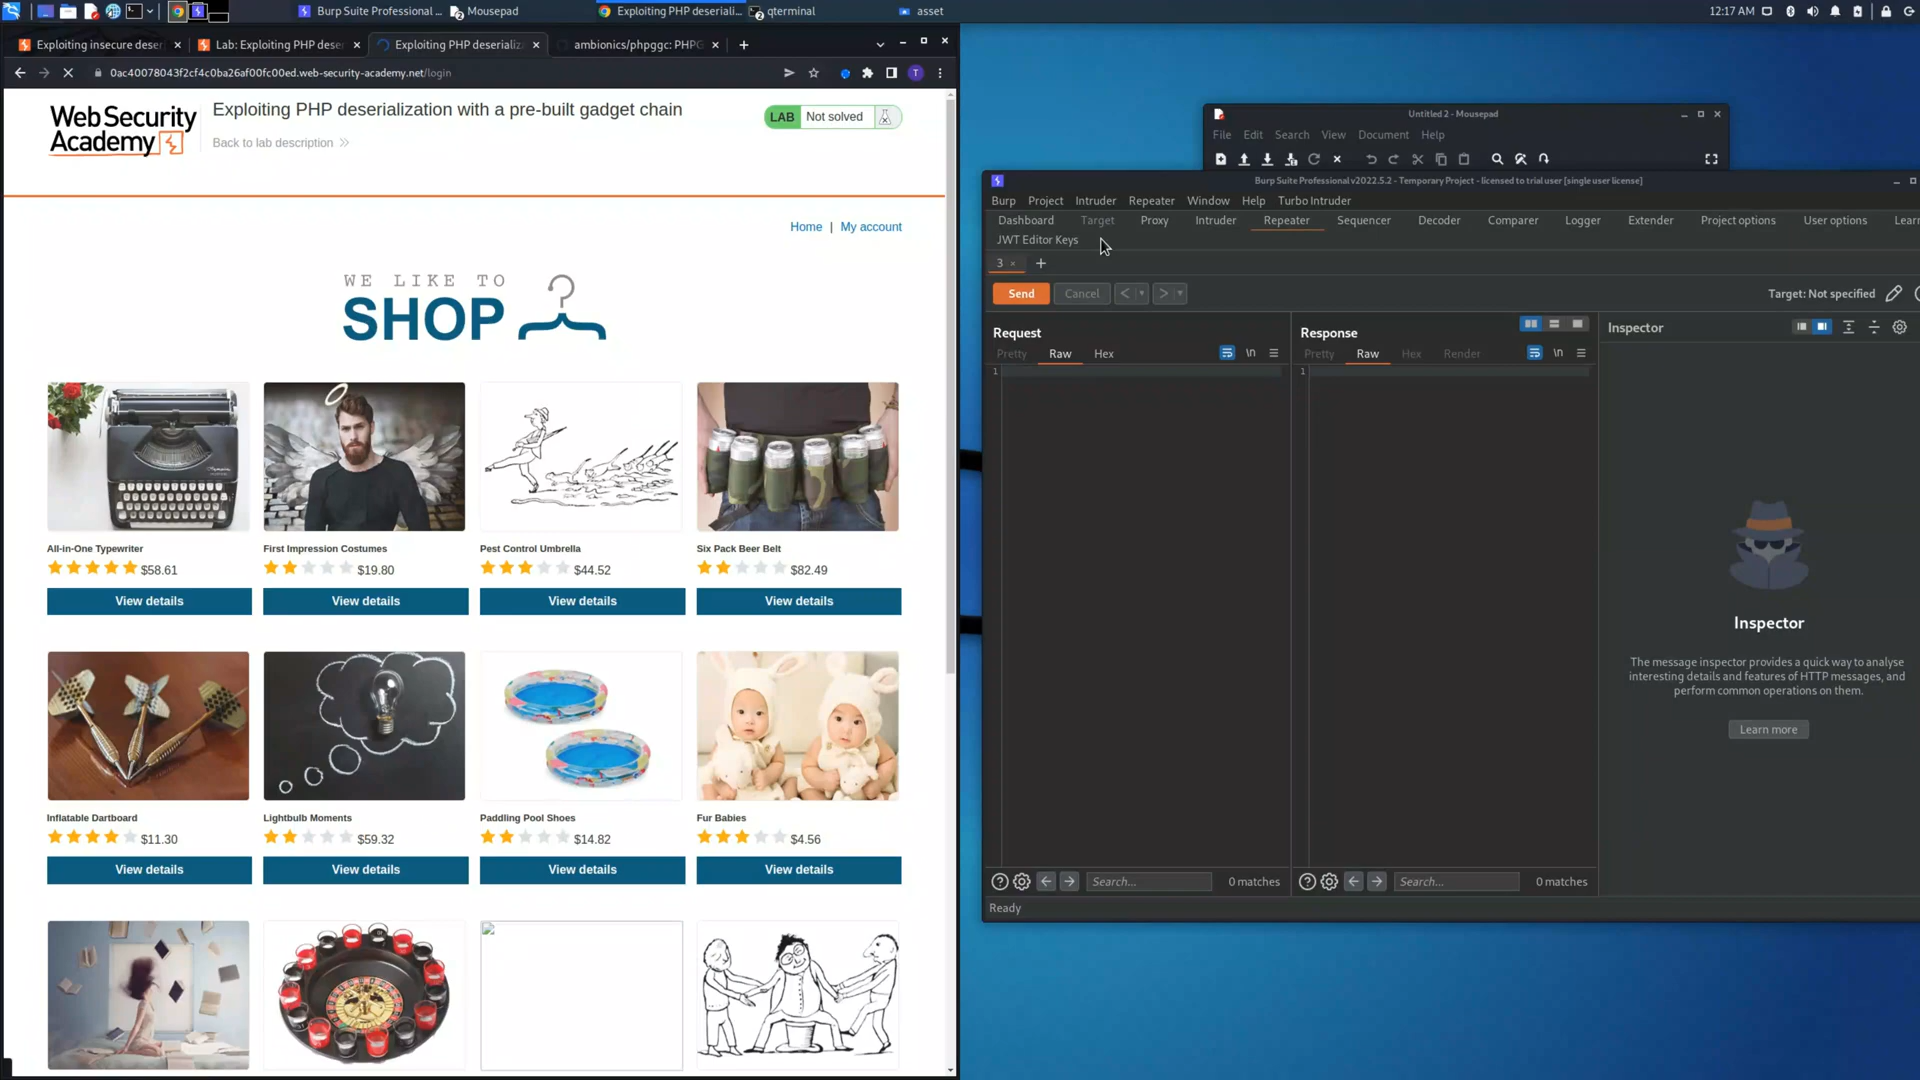 Burp Suite Professional ...
2 Mousepad
Exploiting PHP deseriali...
2 qterminal
asset
12:17 AM
Exploiting insecure deser
Lab: Exploiting PHP dese
Exploiting PHP deserializ
ambionics/phpggc: PHPG
0ac40078043f2cf4c0ba26af00fc00ed.web-security-academy.net/login
T
Web Security
Academy
Exploiting PHP deserialization with a pre-built gadget chain
Back to lab description
LAB
Not solved
Home | My account
WE LIKE TO
SHOP
All-in-One Typewriter
$58.61
View details
First Impression Costumes
$19.80
View details
Pest Control Umbrella
$44.52
View details
Six Pack Beer Belt
$82.49
View details
Inflatable Dartboard
$11.30
View details
Lightbulb Moments
$59.32
View details
Paddling Pool Shoes
$14.82
View details
Fur Babies
$4.56
View details
Untitled 2 - Mousepad
File Edit Search View Document Help
Burp Suite Professional v2022.5.2 - Temporary Project - licensed to trial user [single user license]
Burp Project Intruder Repeater Window Help Turbo Intruder
Dashboard Target Proxy Intruder Repeater Sequencer Decoder Comparer Logger Extender Project options User options Lear
JWT Editor Keys
3 ×
Send
Cancel
< >
Target: Not specified
Request
Pretty Raw Hex
\n
1
Response
Pretty Raw Hex Render
\n
1
Inspector
Inspector
The message inspector provides a quick way to analyse
interesting details and features of HTTP messages, and
perform common operations on them.
Learn more
Search...
0 matches
Search...
0 matches
Ready